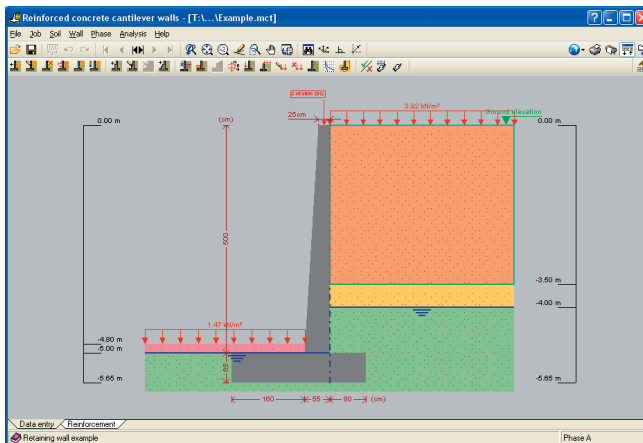 Reinforced concrete cantilever walls - [T:\...\Example.mct]
File Job Soil Wall Phase Analysis Help
3.92 kN/m²
Ground elevation
25cm
0.00 m
(cm)
0.00 m
500
-3.50 m
-4.00 m
1.47 kN/m²
-4.80 m
-5.00 m
65
-5.65 m
-5.65 m
160 55 80 (cm)
Data entry Reinforcement
Retaining wall example Phase A